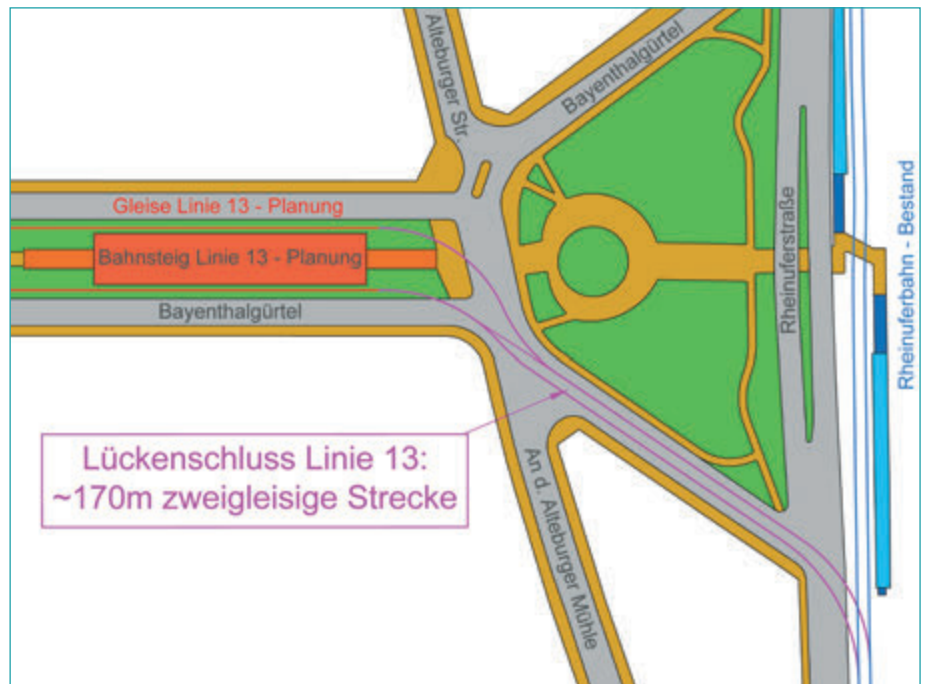 Alteburger Str.
Bayenthalgürtel
Gleise Linie 13 - Planung
Bahnsteig Linie 13 - Planung
Bayenthalgürtel
Rheinuferstraße
Rheinuferbahn - Bestand
Lückenschluss Linie 13:
~170m zweigleisige Strecke
An d. Alteburger Mühle